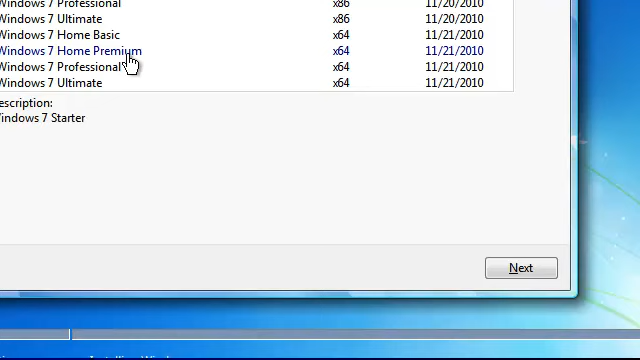 Windows 7 Professional x86 11/20/2010
Windows 7 Ultimate x86 11/20/2010
Windows 7 Home Basic x64 11/21/2010
Windows 7 Home Premium x64 11/21/2010
Windows 7 Professional x64 11/21/2010
Windows 7 Ultimate x64 11/21/2010
escription:
indows 7 Starter
Next